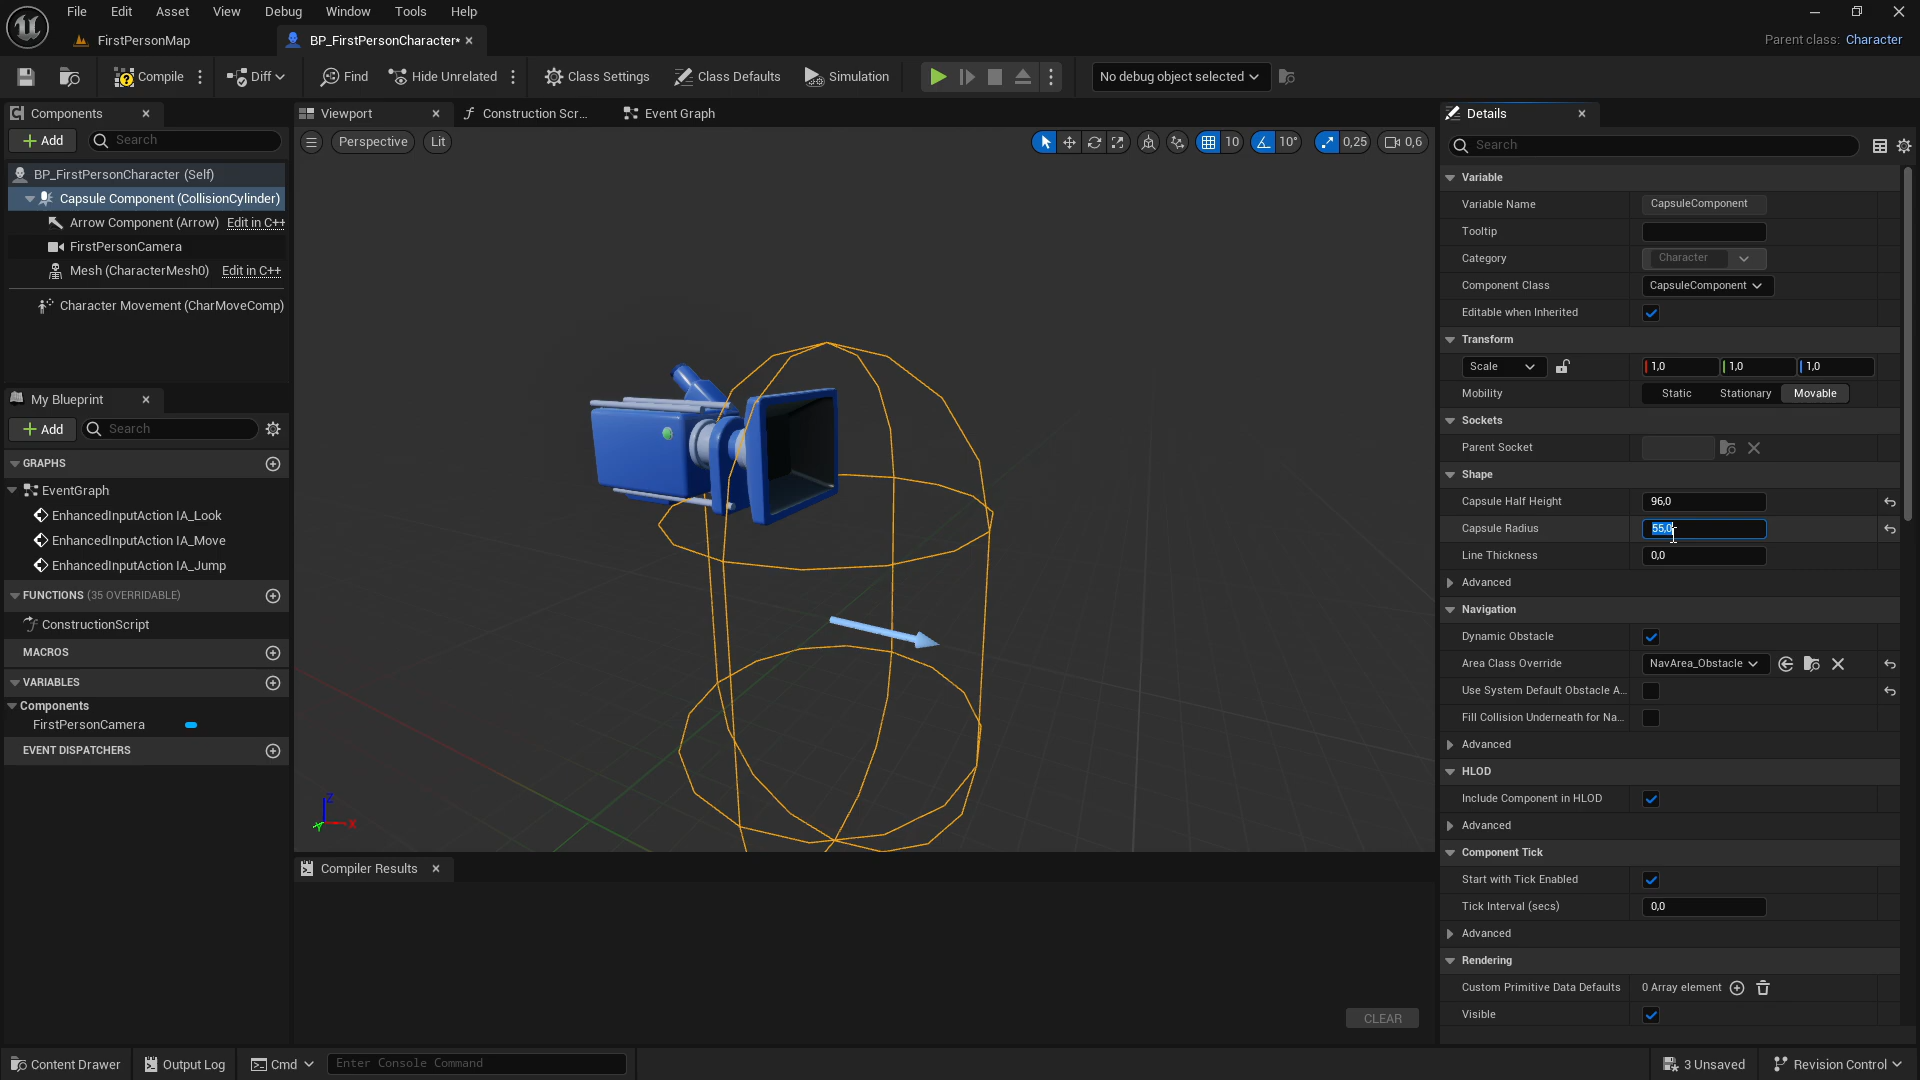 File Edit Asset View Debug Window Tools Help
FirstPersonMap
BP_FirstPersonCharacter*
Parent class: Character
Compile
Diff
Find
Hide Unrelated
Class Settings
Class Defaults
Simulation
No debug object selected
Components
Add
Search
BP_FirstPersonCharacter (Self)
Capsule Component (CollisionCylinder)
Arrow Component (Arrow) Edit in C++
FirstPersonCamera
Mesh (CharacterMesh0) Edit in C++
Character Movement (CharMoveComp)
My Blueprint
Add
Search
GRAPHS
EventGraph
EnhancedInputAction IA_Look
EnhancedInputAction IA_Move
EnhancedInputAction IA_Jump
FUNCTIONS (35 OVERRIDABLE)
ConstructionScript
MACROS
VARIABLES
Components
FirstPersonCamera
EVENT DISPATCHERS
Viewport
Construction Scr...
Event Graph
Perspective
Lit
10
10°
0,25
0,6
Z
X
Y
Compiler Results
CLEAR
Details
Search
Variable
Variable Name CapsuleComponent
Tooltip
Category Character
Component Class CapsuleComponent
Editable when Inherited
Transform
Scale 1,0 1,0 1,0
Mobility Static Stationary Movable
Sockets
Parent Socket
Shape
Capsule Half Height 96,0
Capsule Radius 55,0
Line Thickness 0,0
Advanced
Navigation
Dynamic Obstacle
Area Class Override NavArea_Obstacle
Use System Default Obstacle A...
Fill Collision Underneath for Na...
Advanced
HLOD
Include Component in HLOD
Advanced
Component Tick
Start with Tick Enabled
Tick Interval (secs) 0,0
Advanced
Rendering
Custom Primitive Data Defaults 0 Array element
Visible
Content Drawer
Output Log
Cmd
Enter Console Command
3 Unsaved
Revision Control